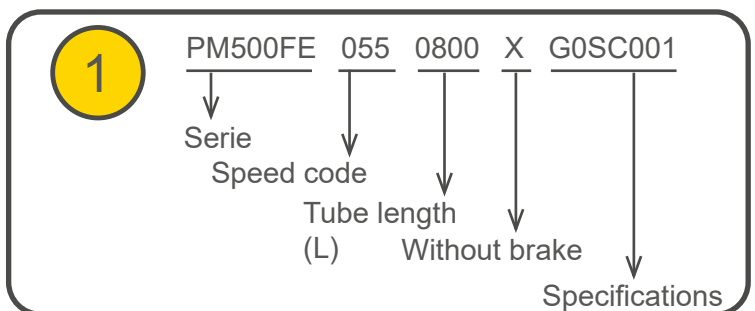 1
PM500FE 055 0800 X G0SC001
Serie
Speed code
Tube length
(L) Without brake
Specifications